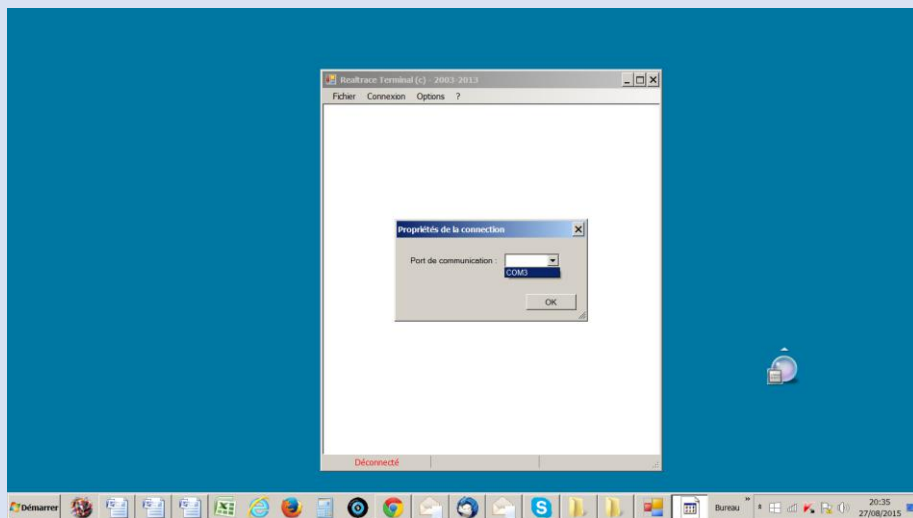 Realtrace Terminal (c) - 2003-2013
Fichier Connexion Options ?
Propriétés de la connection
Port de communication :
COM3
OK
Déconnecté
Démarrer
Bureau
20:35
27/08/2015